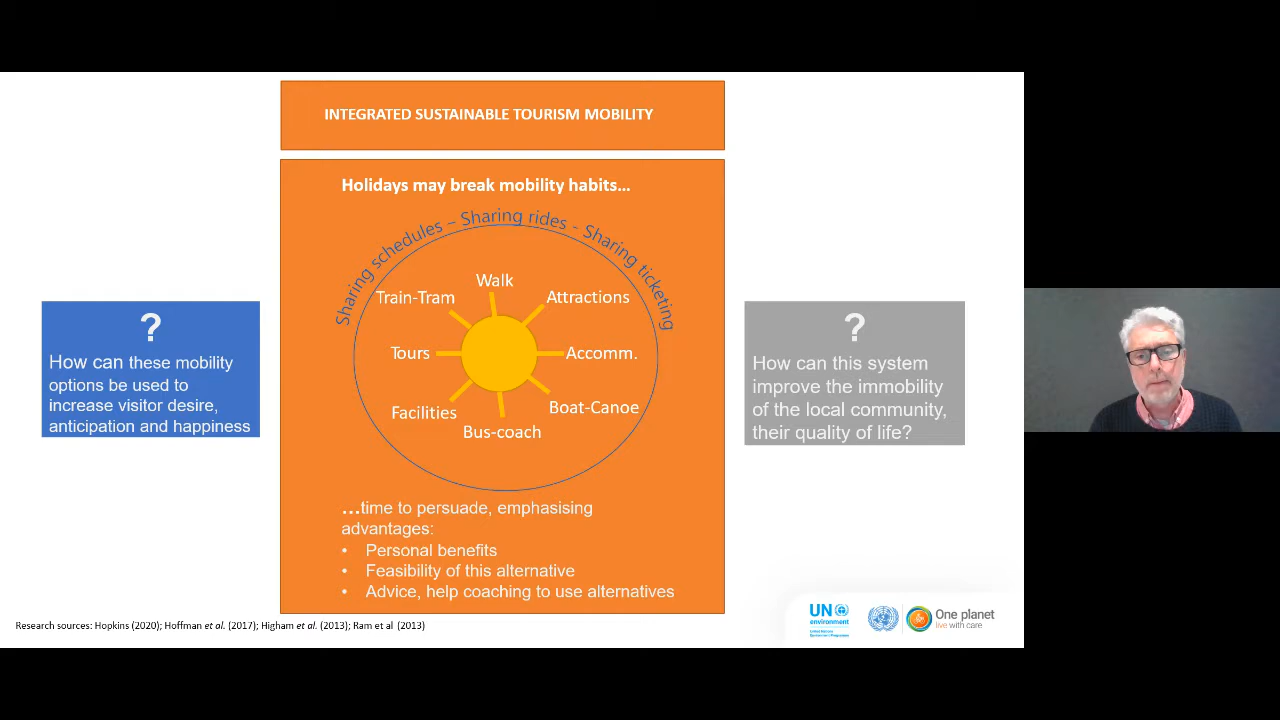 INTEGRATED SUSTAINABLE TOURISM MOBILITY
Holidays may break mobility habits...
Sharing schedules – Sharing rides - Sharing ticketing
Walk
Train-Tram
Attractions
Tours
Accomm.
Facilities
Boat-Canoe
Bus-coach
...time to persuade, emphasising
advantages:
• Personal benefits
• Feasibility of this alternative
• Advice, help coaching to use alternatives
?
How can these mobility
options be used to
increase visitor desire,
anticipation and happiness
?
How can this system
improve the immobility
of the local community,
their quality of life?
Research sources: Hopkins (2020); Hoffman et al. (2017); Higham et al. (2013); Ram et al (2013)
UN
environment
United Nations
Environment Programme
One planet
live with care